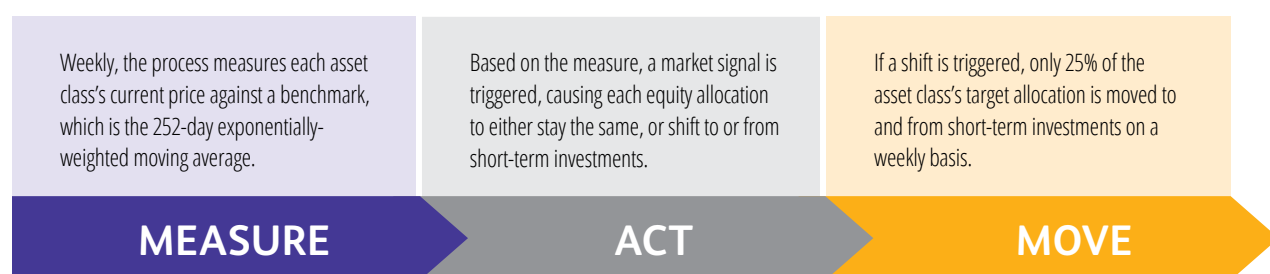 Weekly, the process measures each asset
class's current price against a benchmark,
which is the 252-day exponentially-
weighted moving average.
MEASURE
Based on the measure, a market signal is
triggered, causing each equity allocation
to either stay the same, or shift to or from
short-term investments.
ACT
If a shift is triggered, only 25% of the
asset class's target allocation is moved to
and from short-term investments on a
weekly basis.
MOVE